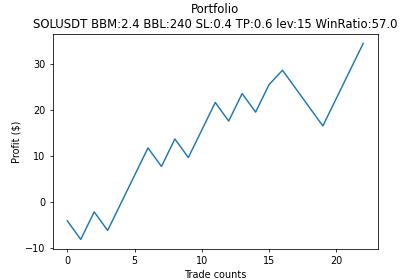 Portfolio
SOLUSDT BBM:2.4 BBL:240 SL:0.4 TP:0.6 lev:15 WinRatio:57.0
30
20
10
0
−10
Profit ($)
0 5 10 15 20
Trade counts